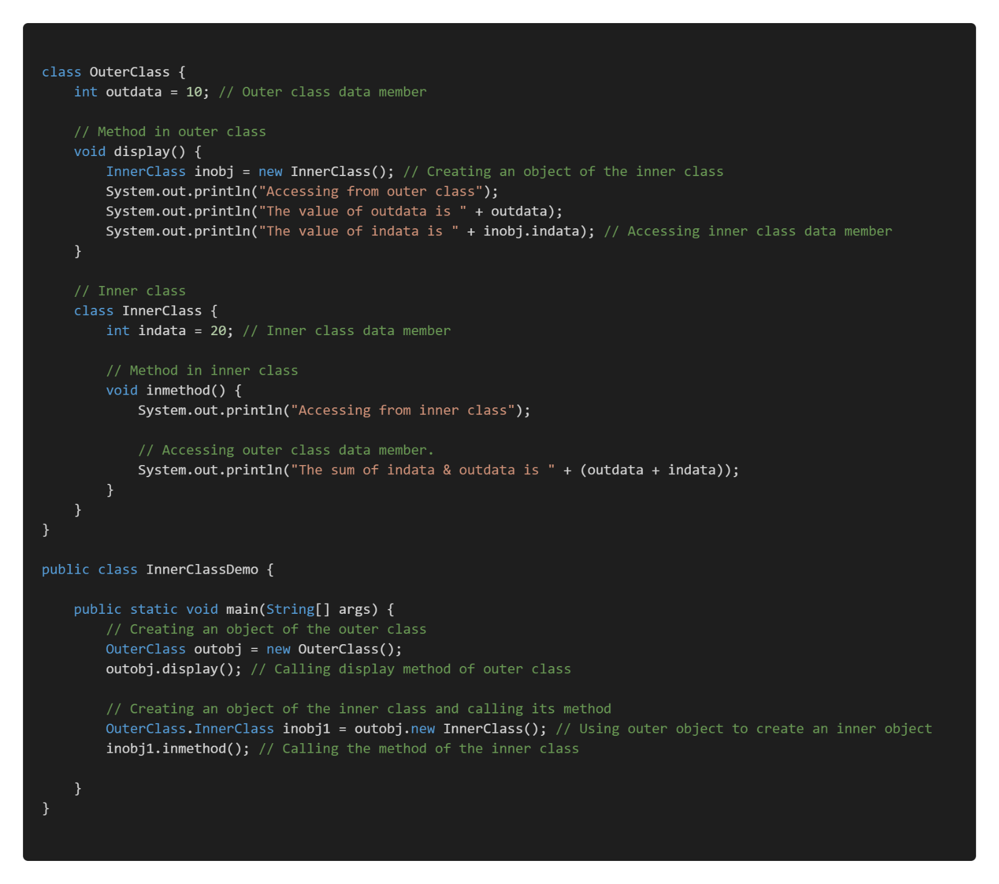 class OuterClass {
    int outdata = 10; // Outer class data member

    // Method in outer class
    void display() {
        InnerClass inobj = new InnerClass(); // Creating an object of the inner class
        System.out.println("Accessing from outer class");
        System.out.println("The value of outdata is " + outdata);
        System.out.println("The value of indata is " + inobj.indata); // Accessing inner class data member
    }

    // Inner class
    class InnerClass {
        int indata = 20; // Inner class data member

        // Method in inner class
        void inmethod() {
            System.out.println("Accessing from inner class");

            // Accessing outer class data member.
            System.out.println("The sum of indata & outdata is " + (outdata + indata));
        }
    }
}

public class InnerClassDemo {

    public static void main(String[] args) {
        // Creating an object of the outer class
        OuterClass outobj = new OuterClass();
        outobj.display(); // Calling display method of outer class

        // Creating an object of the inner class and calling its method
        OuterClass.InnerClass inobj1 = outobj.new InnerClass(); // Using outer object to create an inner object
        inobj1.inmethod(); // Calling the method of the inner class

    }
}